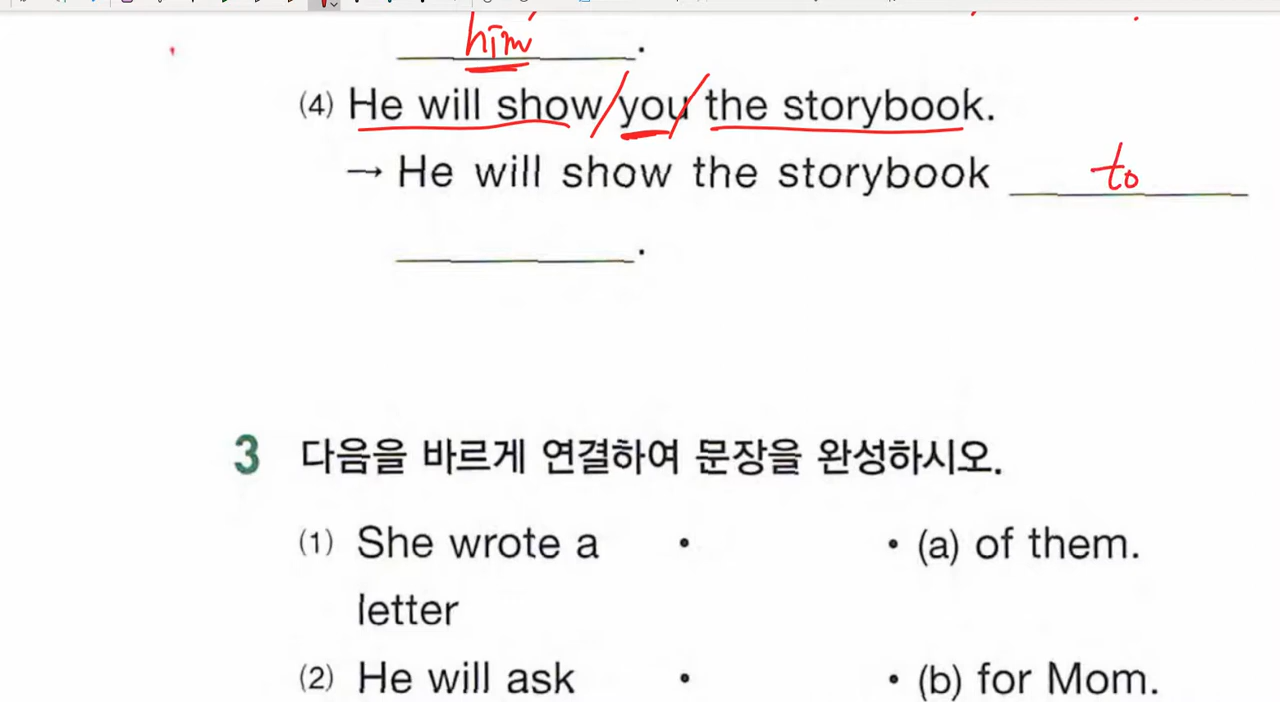 him
.
(4) He will show/you/the storybook.
→ He will show the storybook to
.
3 다음을 바르게 연결하여 문장을 완성하시오.
(1) She wrote a • • (a) of them.
letter
(2) He will ask • • (b) for Mom.